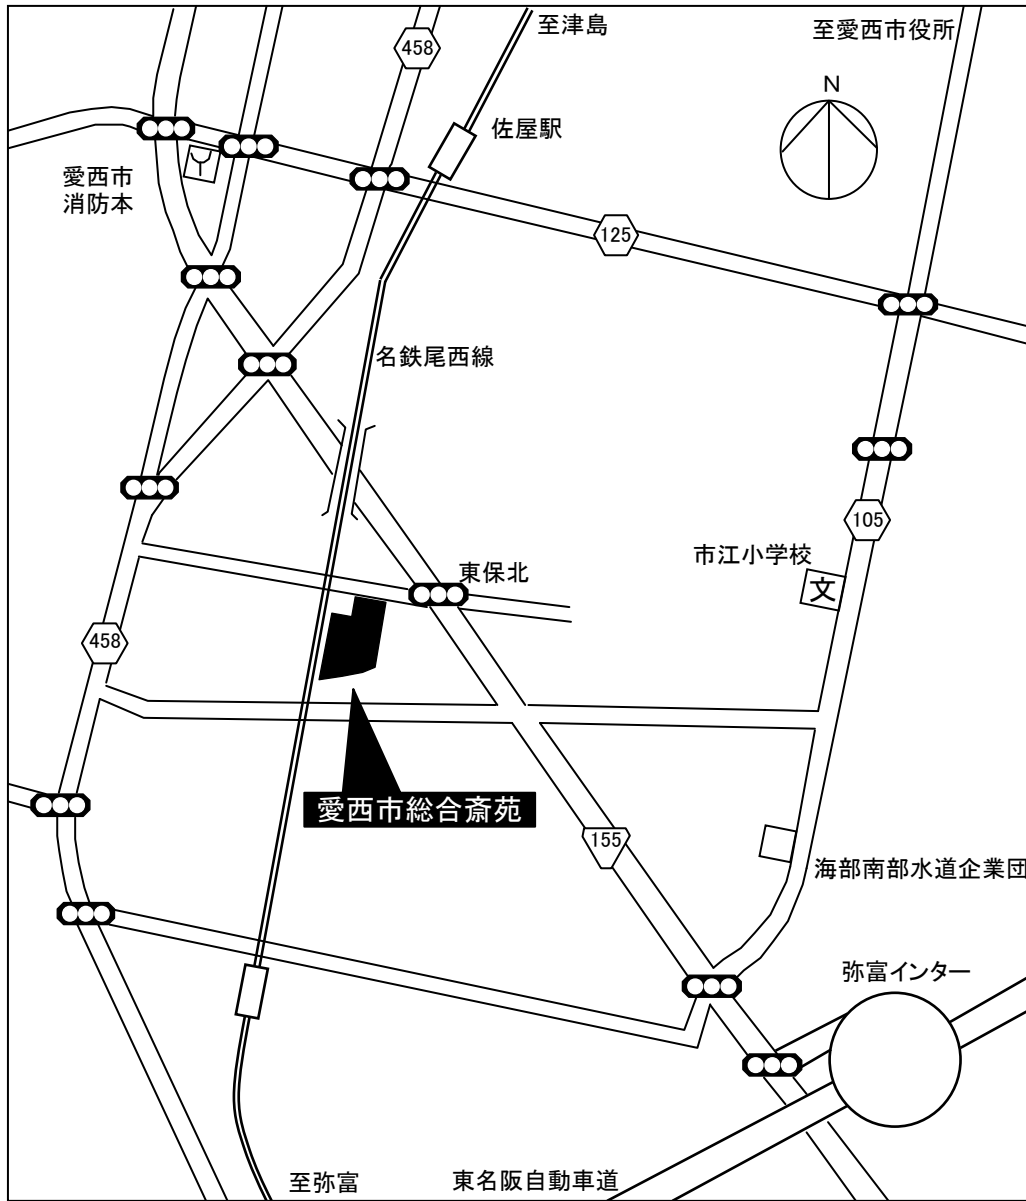 至津島
至愛西市役所
458
N
佐屋駅
愛西市
消防本
125
名鉄尾西線
105
市江小学校
文
東保北
458
愛西市総合斎苑
155
海部南部水道企業団
弥富インター
至弥富
東名阪自動車道